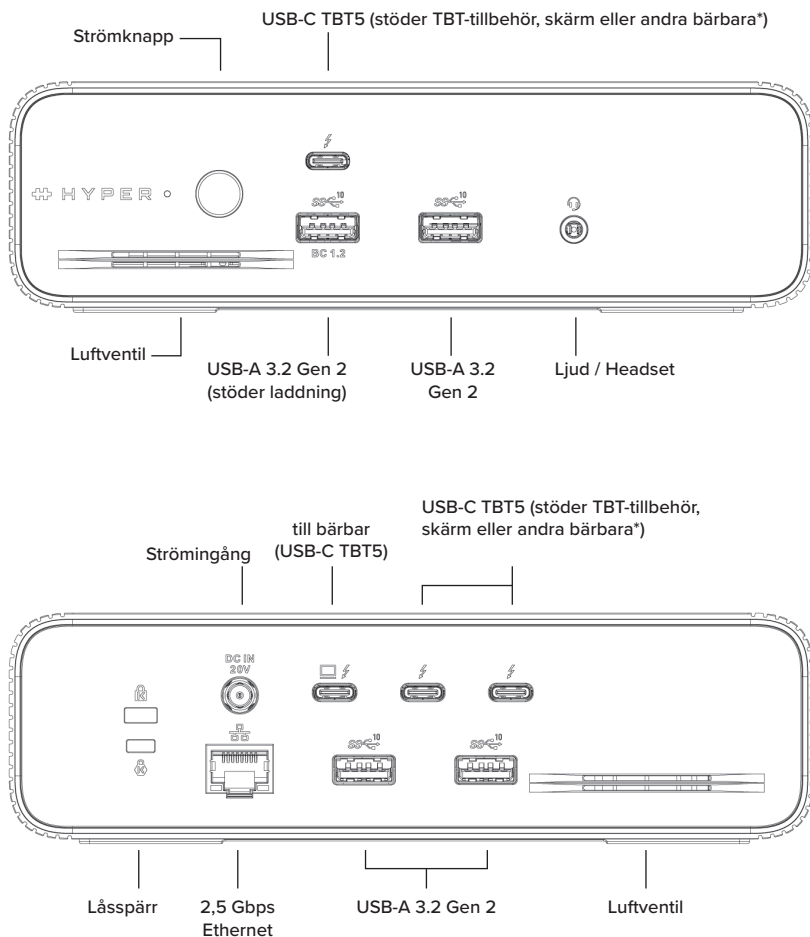 USB-C TBT5 (stöder TBT-tillbehör, skärm eller andra bärbara*)
Strömknapp
HYPER
10
10
BC 1.2
Luftventil
USB-A 3.2 Gen 2
(stöder laddning)
USB-A 3.2
Gen 2
Ljud / Headset
USB-C TBT5 (stöder TBT-tillbehör,
skärm eller andra bärbara*)
till bärbar
(USB-C TBT5)
Strömingång
DC IN
20V
10
10
Låsspärr
2,5 Gbps
Ethernet
USB-A 3.2 Gen 2
Luftventil